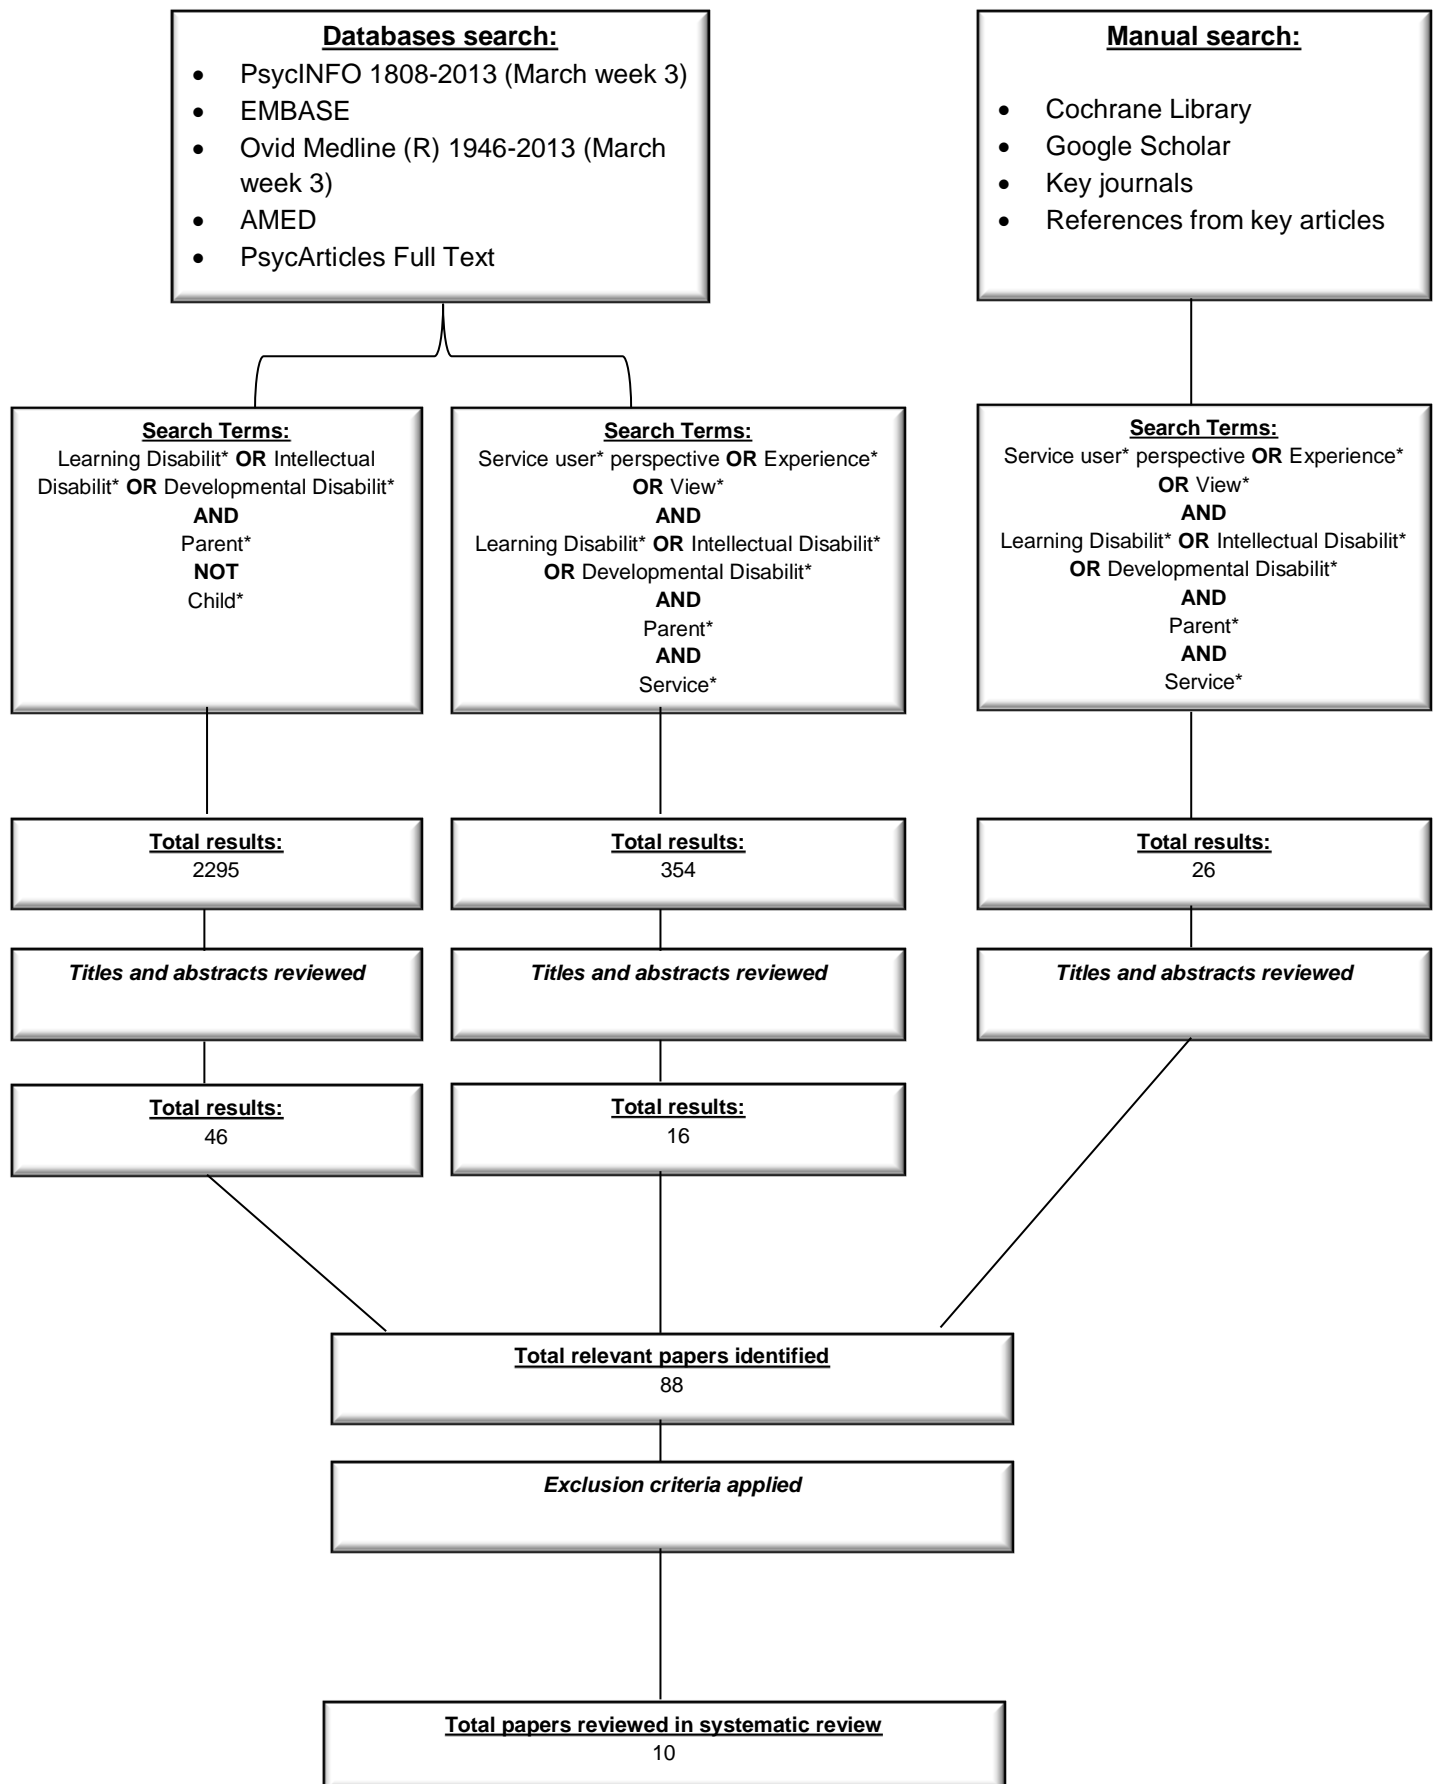 Databases search:
• PsycINFO 1808-2013 (March week 3)
• EMBASE
• Ovid Medline (R) 1946-2013 (March
week 3)
• AMED
• PsycArticles Full Text
Manual search:
• Cochrane Library
• Google Scholar
• Key journals
• References from key articles
Search Terms:
Learning Disabilit* OR Intellectual
Disabilit* OR Developmental Disabilit*
AND
Parent*
NOT
Child*
Search Terms:
Service user* perspective OR Experience*
OR View*
AND
Learning Disabilit* OR Intellectual Disabilit*
OR Developmental Disabilit*
AND
Parent*
AND
Service*
Search Terms:
Service user* perspective OR Experience*
OR View*
AND
Learning Disabilit* OR Intellectual Disabilit*
OR Developmental Disabilit*
AND
Parent*
AND
Service*
Total results:
2295
Total results:
354
Total results:
26
Titles and abstracts reviewed
Titles and abstracts reviewed
Titles and abstracts reviewed
Total results:
46
Total results:
16
Total relevant papers identified
88
Exclusion criteria applied
Total papers reviewed in systematic review
10